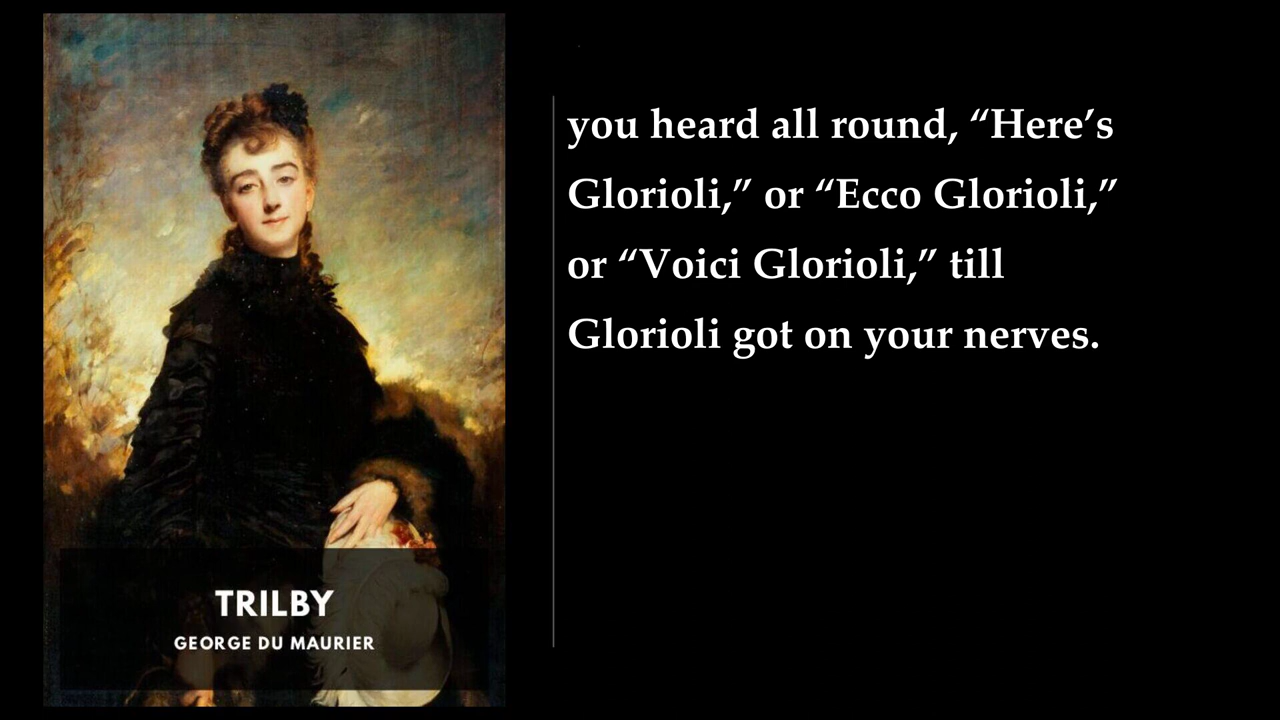 you heard all round, “Here’s
Glorioli,” or “Ecco Glorioli,”
or “Voici Glorioli,” till
Glorioli got on your nerves.
TRILBY
GEORGE DU MAURIER